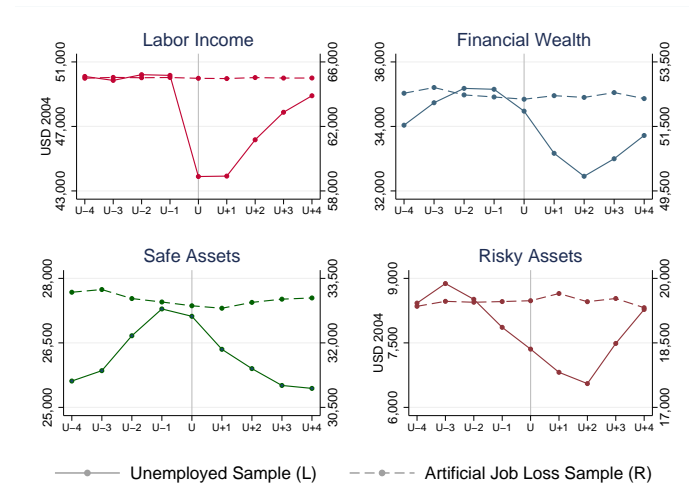 Labor Income
USD 2004
51,000
47,000
43,000
66,000
62,000
58,000
U−4 U−3 U−2 U−1 U U+1 U+2 U+3 U+4
Financial Wealth
36,000
34,000
32,000
53,500
51,500
49,500
U−4 U−3 U−2 U−1 U U+1 U+2 U+3 U+4
Safe Assets
28,000
26,500
25,000
33,500
32,000
30,500
U−4 U−3 U−2 U−1 U U+1 U+2 U+3 U+4
Risky Assets
USD 2004
9,000
7,500
6,000
20,000
18,500
17,000
U−4 U−3 U−2 U−1 U U+1 U+2 U+3 U+4
Unemployed Sample (L) Artificial Job Loss Sample (R)